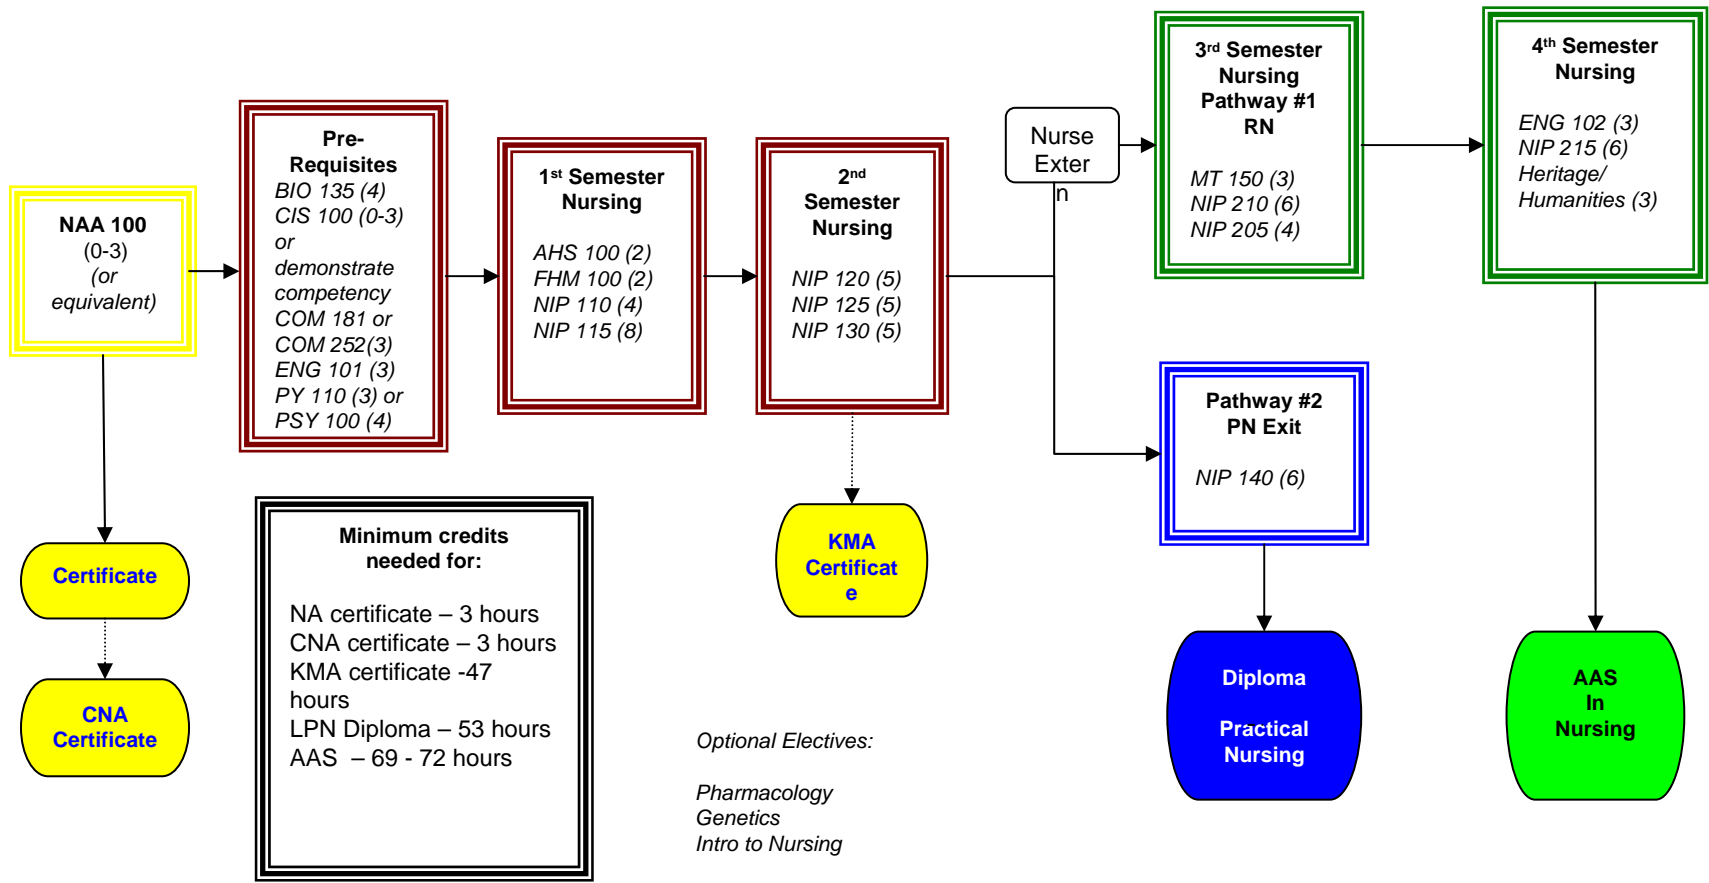 NAA 100
(0-3)
(or
equivalent)
Certificate
CNA
Certificate
Pre-
Requisites
BIO 135 (4)
CIS 100 (0-3)
or
demonstrate
competency
COM 181 or
COM 252(3)
ENG 101 (3)
PY 110 (3) or
PSY 100 (4)
1st Semester
Nursing
AHS 100 (2)
FHM 100 (2)
NIP 110 (4)
NIP 115 (8)
2nd
Semester
Nursing
NIP 120 (5)
NIP 125 (5)
NIP 130 (5)
KMA
Certificat
e
Nurse
Exter
n
3rd Semester
Nursing
Pathway #1
RN
MT 150 (3)
NIP 210 (6)
NIP 205 (4)
4th Semester
Nursing
ENG 102 (3)
NIP 215 (6)
Heritage/
Humanities (3)
Pathway #2
PN Exit
NIP 140 (6)
Diploma
Practical
Nursing
AAS
In
Nursing
Minimum credits
needed for:
NA certificate – 3 hours
CNA certificate – 3 hours
KMA certificate -47
hours
LPN Diploma – 53 hours
AAS – 69 - 72 hours
Optional Electives:
Pharmacology
Genetics
Intro to Nursing